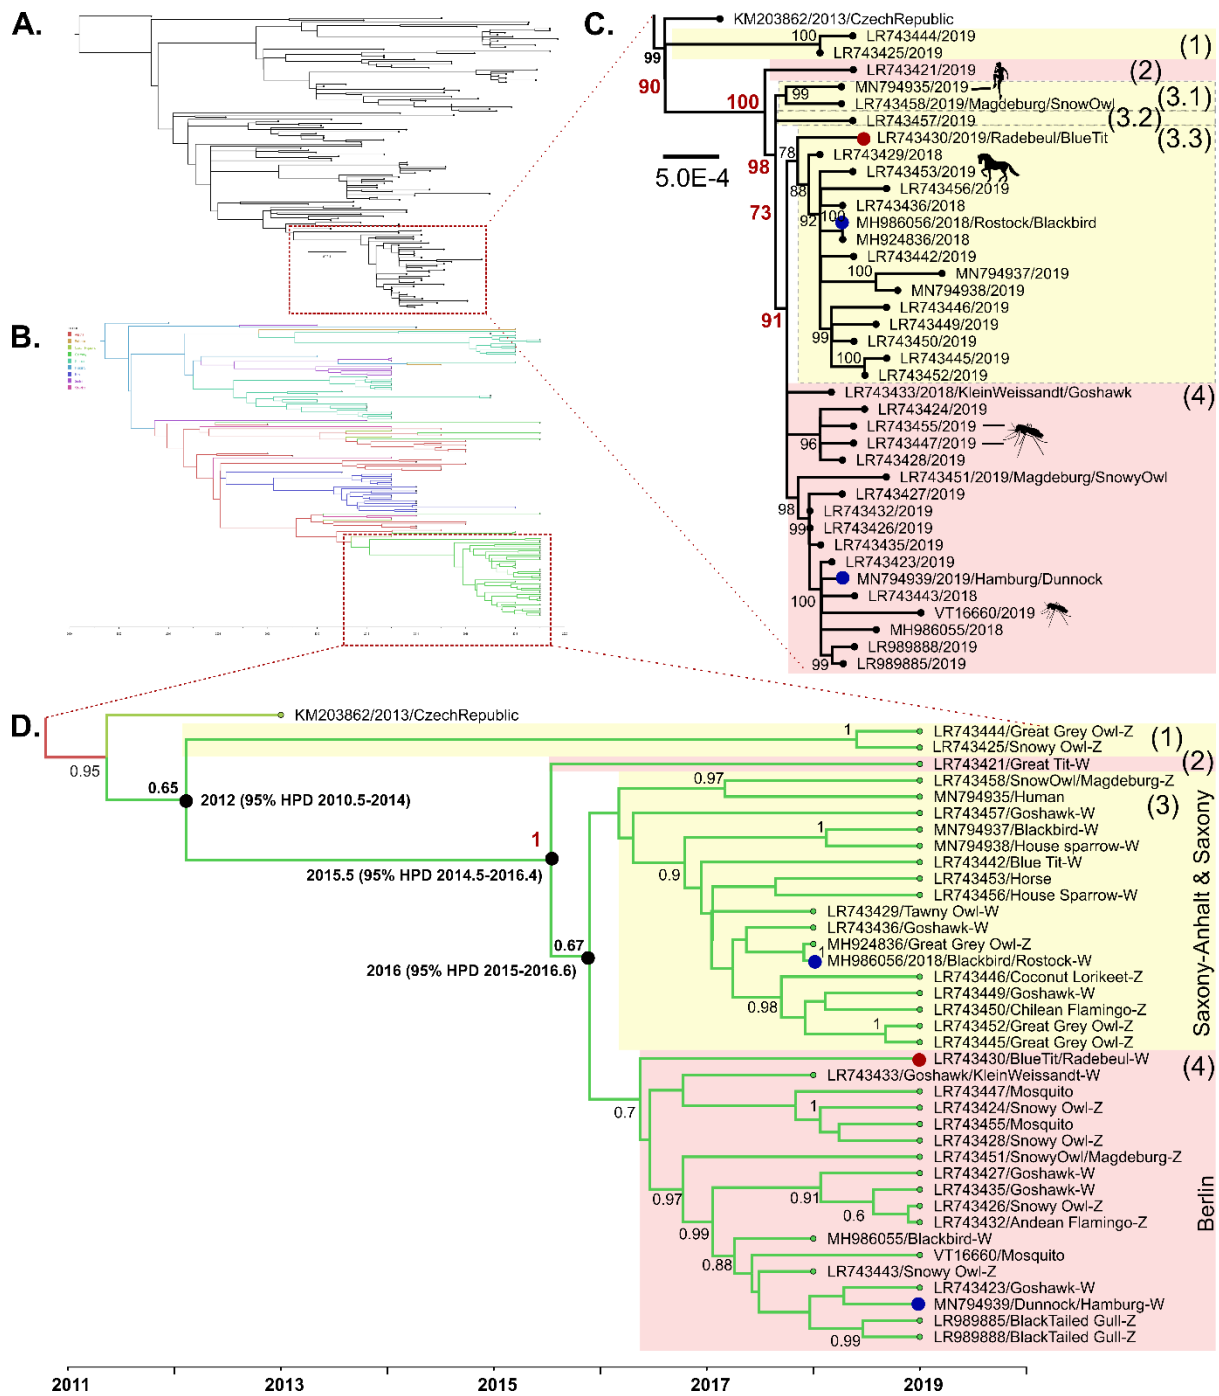 A.
B.
C.
KM203862/2013/CzechRepublic
100
LR743444/2019
LR743425/2019
(1)
99
90
LR743421/2019
(2)
100
99
MN794935/2019
LR743458/2019/Magdeburg/SnowOwl
(3.1)
LR743457/2019
(3.2)
98
78
LR743430/2019/Radebeul/BlueTit
(3.3)
5.0E-4
LR743429/2018
LR743453/2019
88
LR743456/2019
73
LR743436/2018
92
100
MH986056/2018/Rostock/Blackbird
MH924836/2018
LR743442/2019
100
MN794937/2019
MN794938/2019
91
LR743446/2019
LR743449/2019
99
LR743450/2019
100
LR743445/2019
LR743452/2019
LR743433/2018/KleinWeissandt/Goshawk
(4)
LR743424/2019
LR743455/2019
96
LR743447/2019
LR743428/2019
LR743451/2019/Magdeburg/SnowyOwl
LR743427/2019
98
LR743432/2019
99
LR743426/2019
LR743435/2019
LR743423/2019
MN794939/2019/Hamburg/Dunnock
100
LR743443/2018
VT16660/2019
MH986055/2018
LR989888/2019
99
LR989885/2019
D.
KM203862/2013/CzechRepublic
0.95
1
LR743444/Great Grey Owl-Z
LR743425/Snowy Owl-Z
(1)
0.65
2012 (95% HPD 2010.5-2014)
LR743421/Great Tit-W
(2)
0.97
LR743458/SnowOwl/Magdeburg-Z
MN794935/Human
(3)
LR743457/Goshawk-W
1
MN794937/Blackbird-W
1
MN794938/House sparrow-W
2015.5 (95% HPD 2014.5-2016.4)
0.9
LR743442/Blue Tit-W
LR743453/Horse
LR743456/House Sparrow-W
LR743429/Tawny Owl-W
LR743436/Goshawk-W
MH924836/Great Grey Owl-Z
0.67
1
MH986056/2018/Blackbird/Rostock-W
2016 (95% HPD 2015-2016.6)
LR743446/Coconut Lorikeet-Z
LR743449/Goshawk-W
0.98
LR743450/Chilean Flamingo-Z
1
LR743452/Great Grey Owl-Z
LR743445/Great Grey Owl-Z
Saxony-Anhalt & Saxony
LR743430/BlueTit/Radebeul-W
(4)
LR743433/Goshawk/KleinWeissandt-W
LR743447/Mosquito
0.7
1
LR743424/Snowy Owl-Z
LR743455/Mosquito
LR743428/Snowy Owl-Z
LR743451/SnowyOwl/Magdeburg-Z
0.97
LR743427/Goshawk-W
0.91
LR743435/Goshawk-W
0.6
LR743426/Snowy Owl-Z
LR743432/Andean Flamingo-Z
0.99
MH986055/Blackbird-W
0.88
VT16660/Mosquito
LR743443/Snowy Owl-Z
LR743423/Goshawk-W
MN794939/Dunnock/Hamburg-W
LR989885/BlackTailed Gull-Z
0.99
LR989888/BlackTailed Gull-Z
Berlin
2011
2013
2015
2017
2019